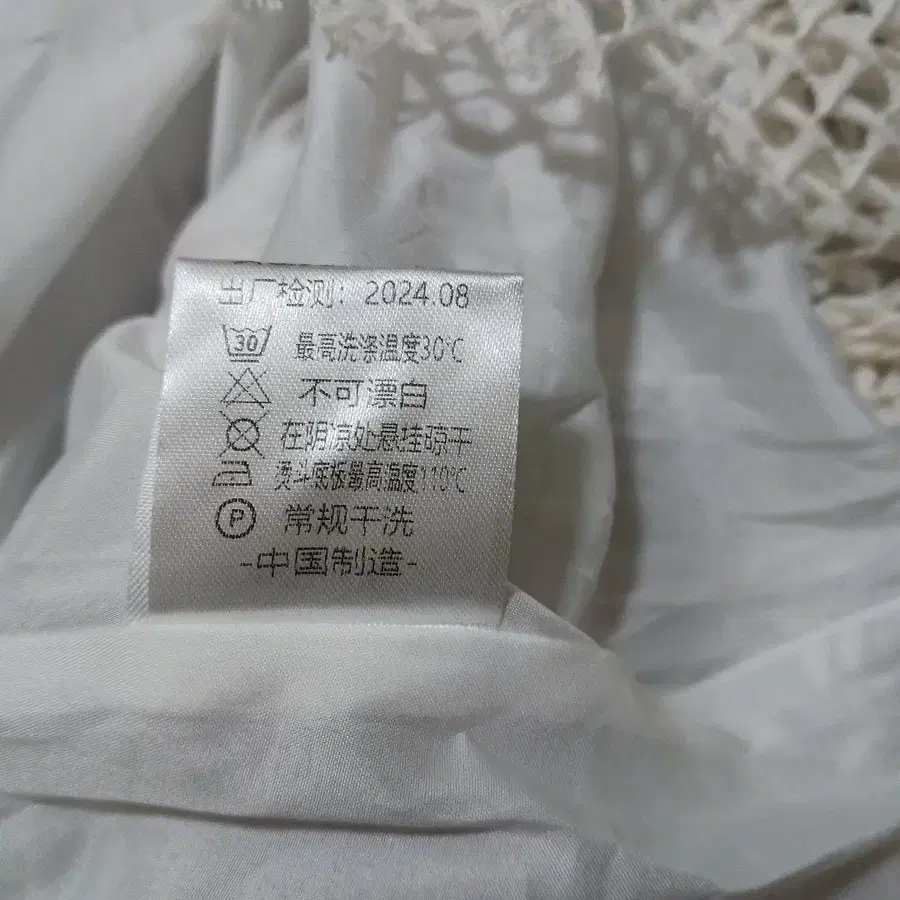 出厂检测：2024.08
30 最高洗涤温度30℃
不可漂白
在阴凉处悬挂晾干
熨斗底板最高温度110℃
P 常规干洗
-中国制造-